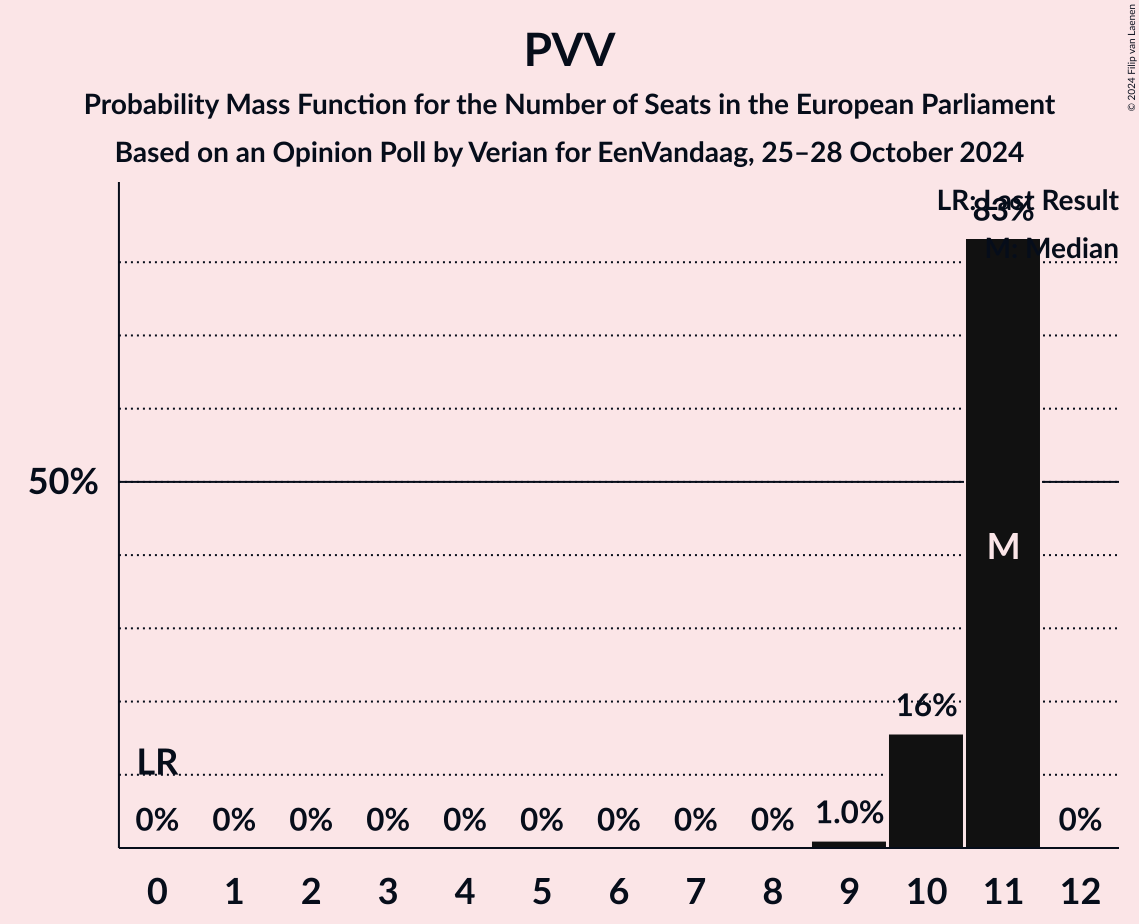 PVV
Probability Mass Function for the Number of Seats in the European Parliament
Based on an Opinion Poll by Verian for EenVandaag, 25–28 October 2024
© 2024 Filip van Laenen
LR: Last Result
83%
M: Median
50%
M
16%
LR
0% 0% 0% 0% 0% 0% 0% 0% 0% 1.0% 0%
0 1 2 3 4 5 6 7 8 9 10 11 12